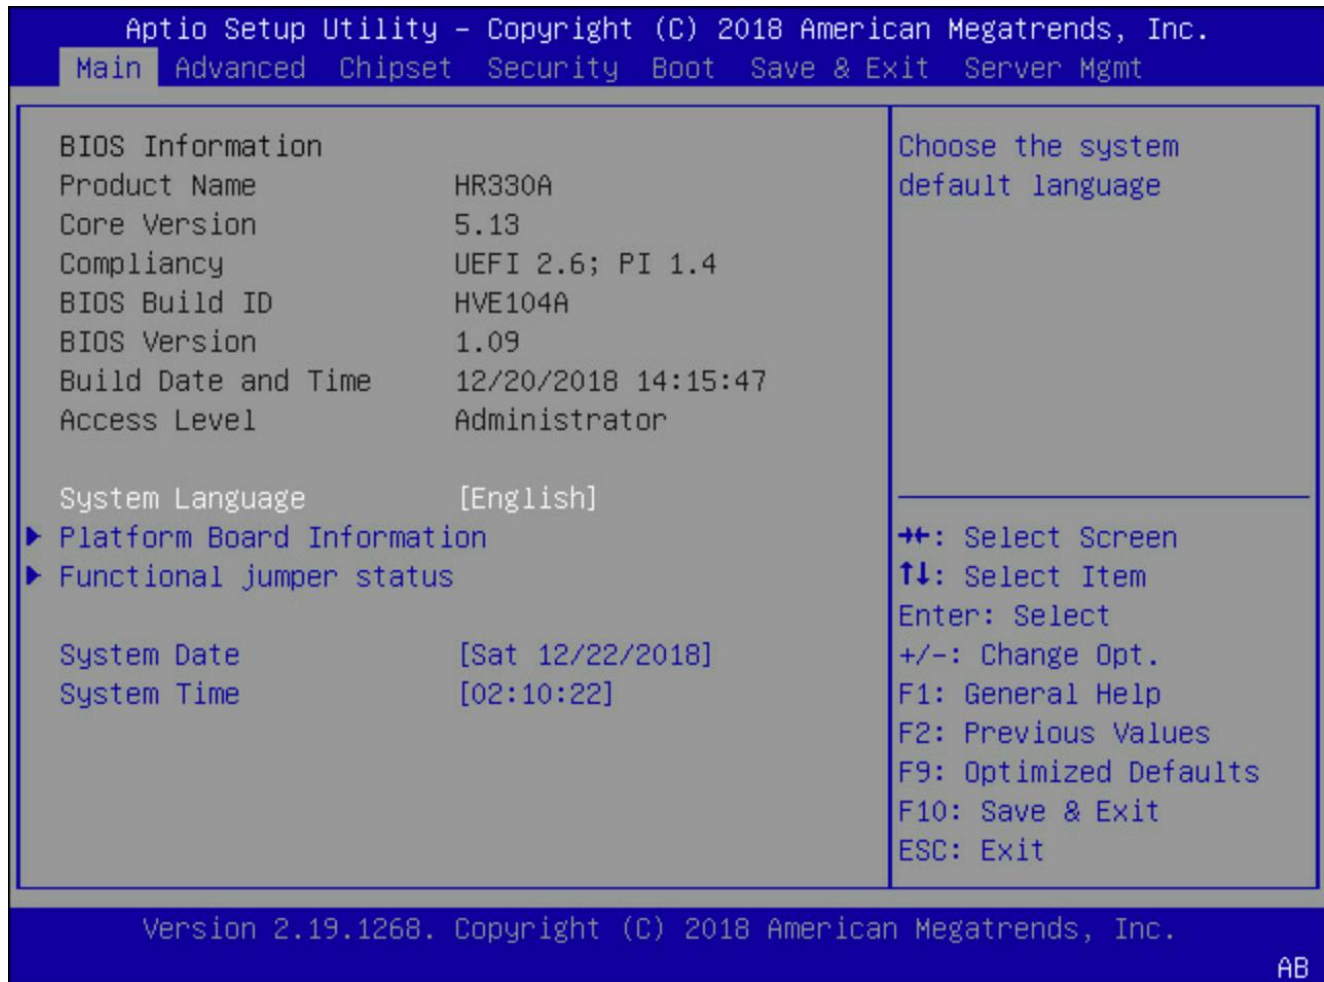 Aptio Setup Utility – Copyright (C) 2018 American Megatrends, Inc.
Main Advanced Chipset Security Boot Save & Exit Server Mgmt
BIOS Information
Product Name HR330A
Core Version 5.13
Compliancy UEFI 2.6; PI 1.4
BIOS Build ID HVE104A
BIOS Version 1.09
Build Date and Time 12/20/2018 14:15:47
Access Level Administrator
System Language [English]
▶ Platform Board Information
▶ Functional jumper status
System Date [Sat 12/22/2018]
System Time [02:10:22]
Choose the system
default language
→←: Select Screen
↑↓: Select Item
Enter: Select
+/-: Change Opt.
F1: General Help
F2: Previous Values
F9: Optimized Defaults
F10: Save & Exit
ESC: Exit
Version 2.19.1268. Copyright (C) 2018 American Megatrends, Inc.
AB